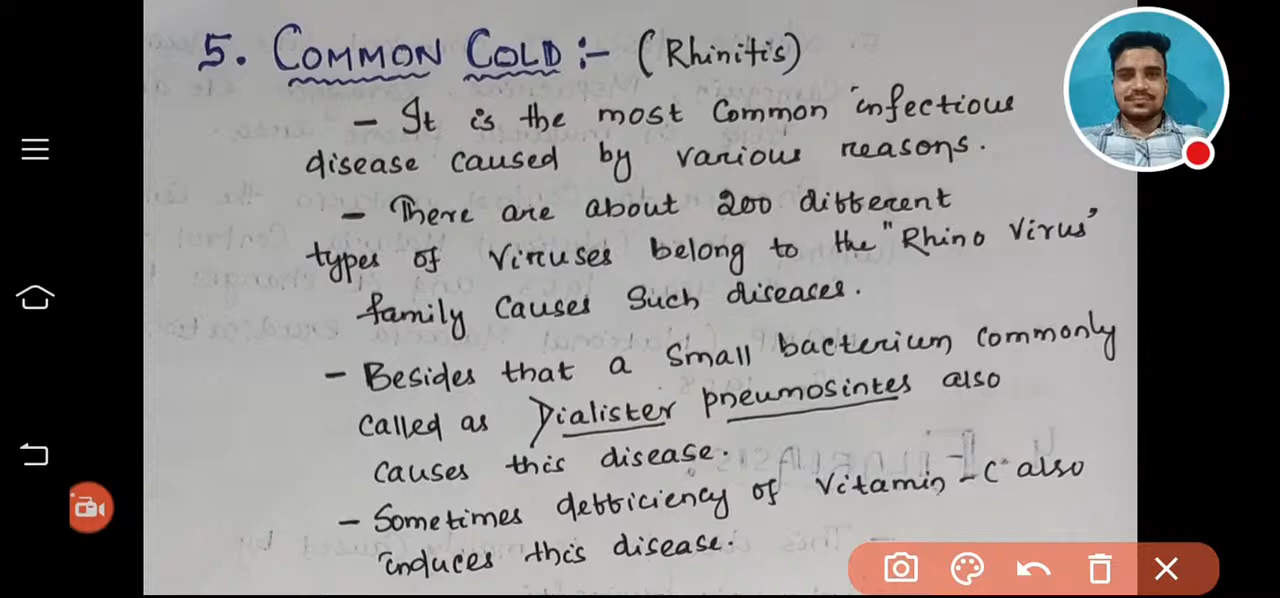 5. COMMON COLD :- (Rhinitis)
- It is the most common infectious
disease caused by various reasons.
- There are about 200 different
types of viruses belong to the "Rhino Virus"
family causes such diseases.
- Besides that a small bacterium commonly
called as Dialister pneumosintes also
causes this disease.
- Sometimes defficiency of vitamin - C also
induces this disease.